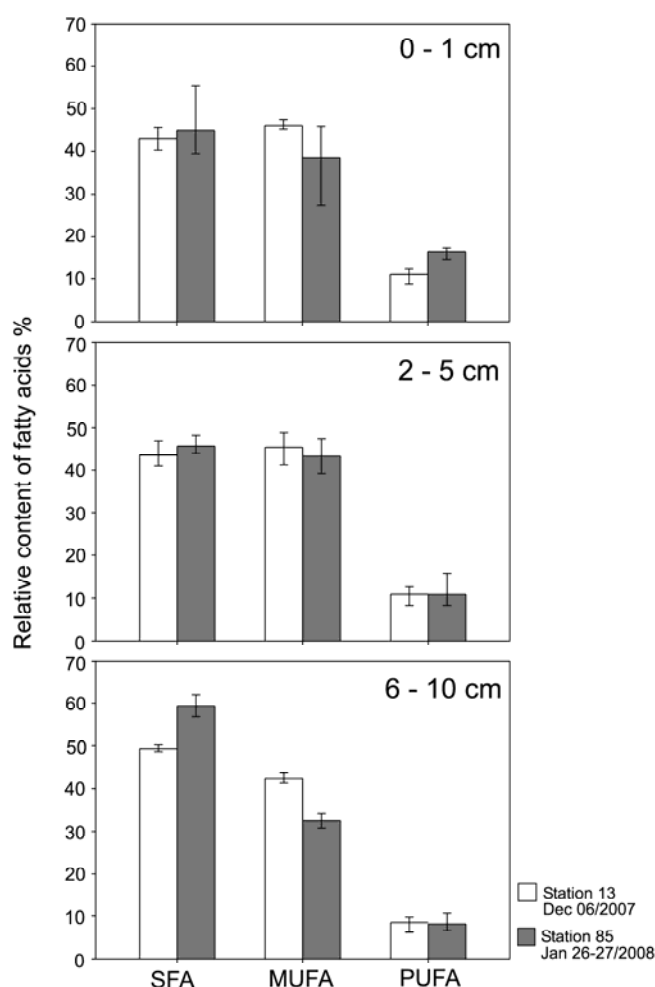 Relative content of fatty acids %
0 - 1 cm
70
60
50
40
30
20
10
0
2 - 5 cm
70
60
50
40
30
20
10
0
6 - 10 cm
70
60
50
40
30
20
10
0
SFA MUFA PUFA
Station 13
Dec 06/2007
Station 85
Jan 26-27/2008